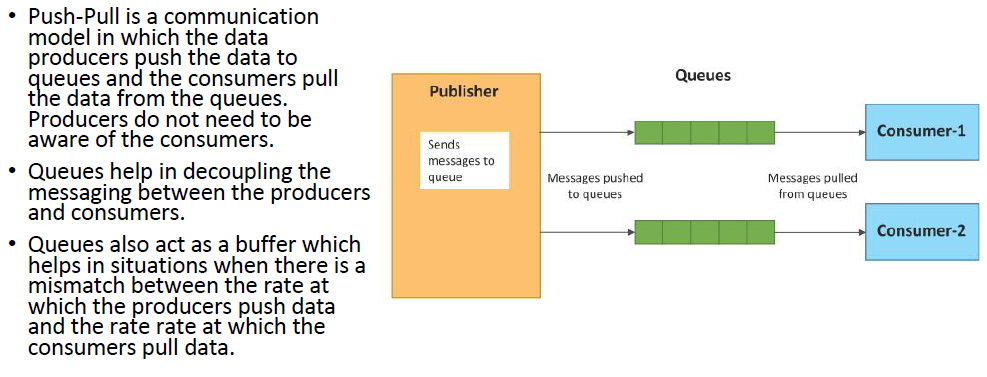 • Push-Pull is a communication
model in which the data
producers push the data to
queues and the consumers pull
the data from the queues.
Producers do not need to be
aware of the consumers.
• Queues help in decoupling the
messaging between the producers
and consumers.
• Queues also act as a buffer which
helps in situations when there is a
mismatch between the rate at
which the producers push data
and the rate rate at which the
consumers pull data.
Publisher
Sends
messages to
queue
Queues
Messages pushed
to queues
Messages pulled
from queues
Consumer-1
Consumer-2